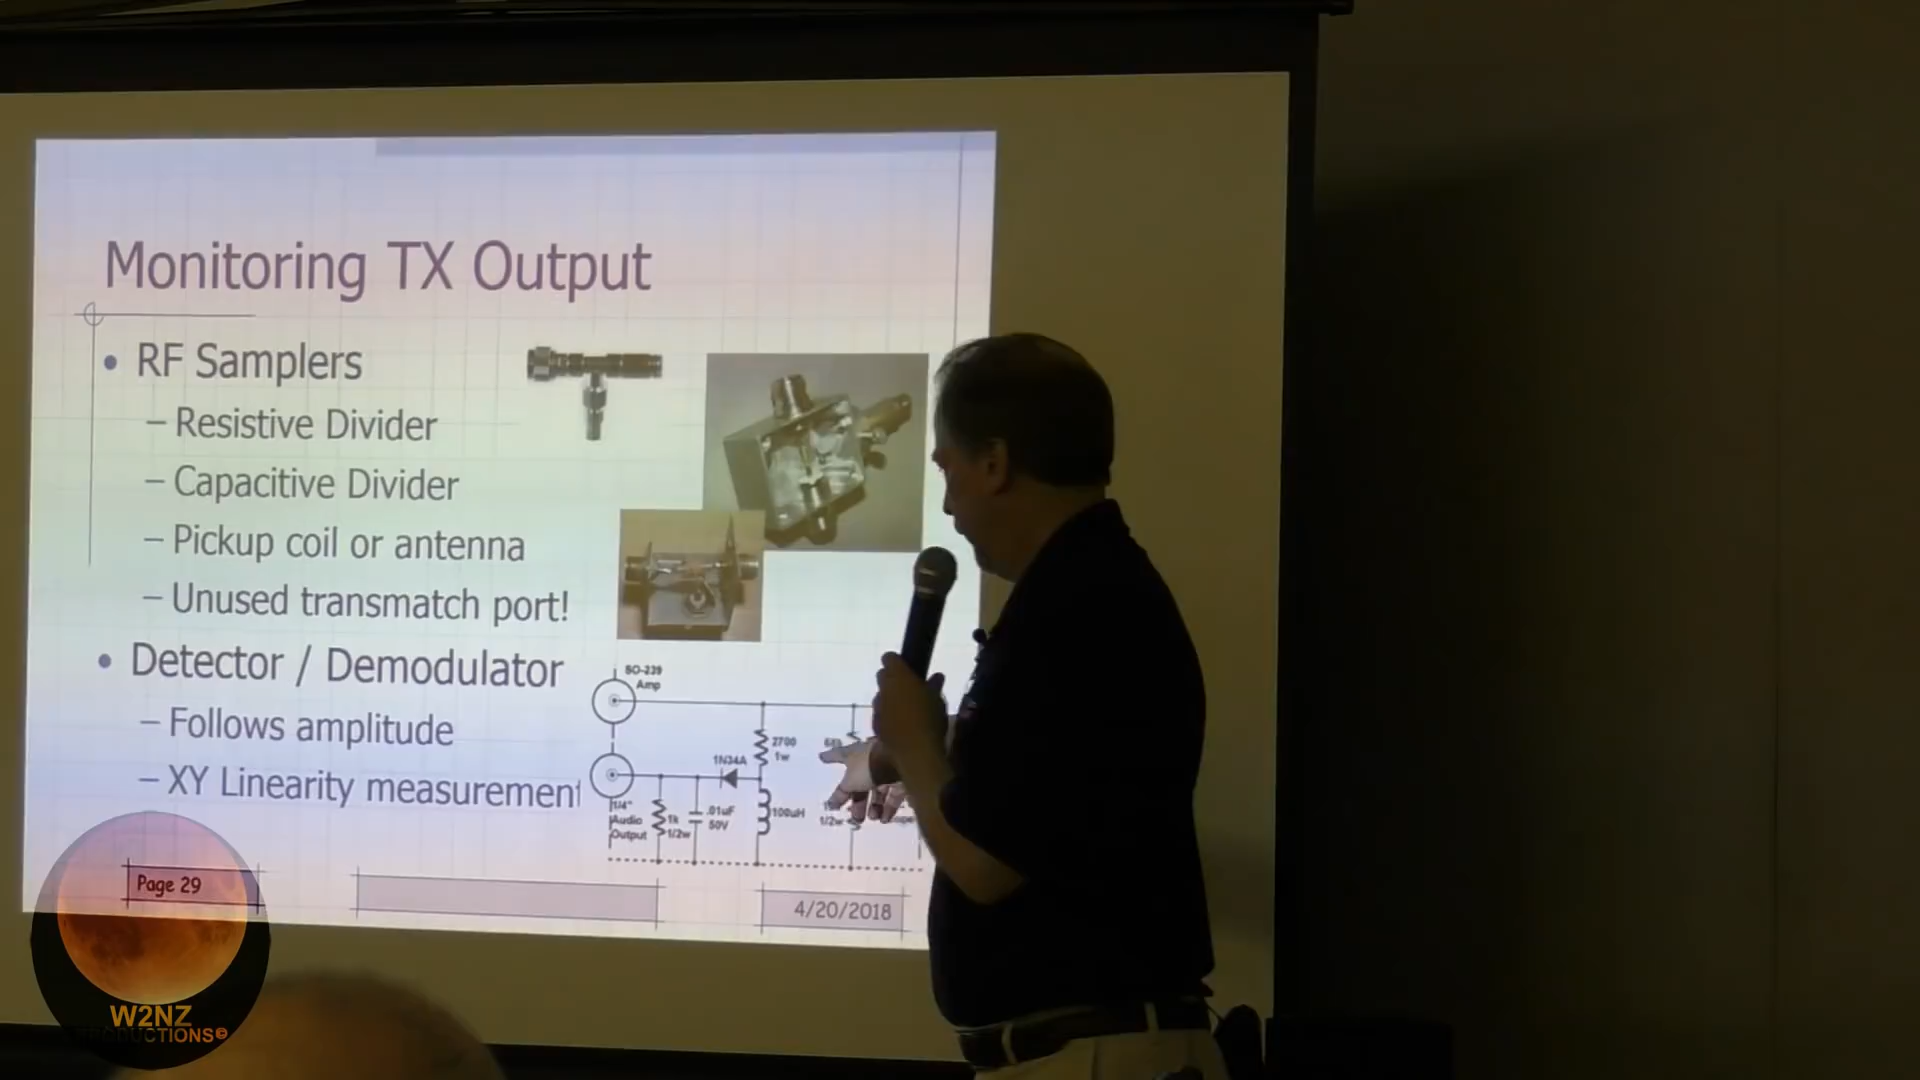 Monitoring TX Output
• RF Samplers
– Resistive Divider
– Capacitive Divider
– Pickup coil or antenna
– Unused transmatch port!
• Detector / Demodulator
– Follows amplitude
– XY Linearity measurement
SO-239
Amp
2700
1w
1N34A
1/4"
Audio
Output
1k
1/2w
.01uF
50V
100uH
1/2w
Page 29
4/20/2018
W2NZ
PRODUCTIONS©